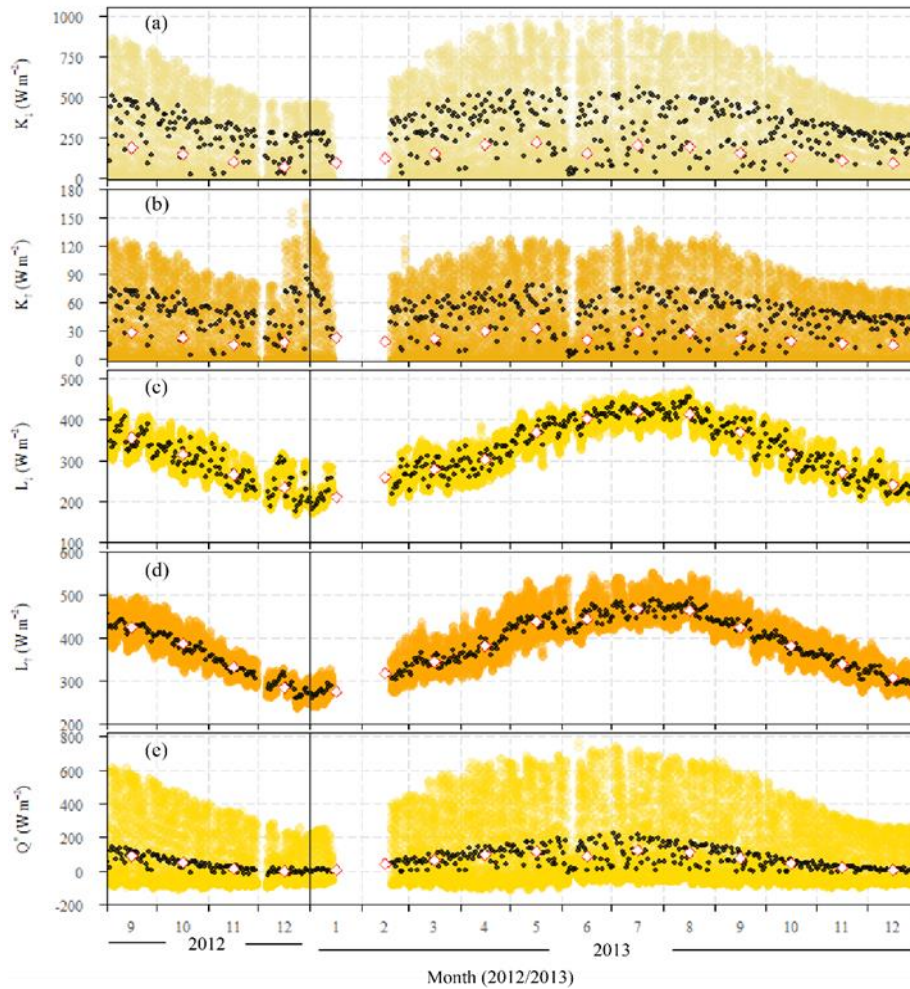 (a)
K↓ (W m⁻²)
1000
750
500
250
0
(b)
K↑ (W m⁻²)
180
150
120
90
60
30
0
(c)
L↓ (W m⁻²)
500
400
300
200
100
(d)
L↑ (W m⁻²)
600
500
400
300
200
(e)
Q* (W m⁻²)
800
600
400
200
0
-200
9 10 11 12 1 2 3 4 5 6 7 8 9 10 11 12
2012 2013
Month (2012/2013)